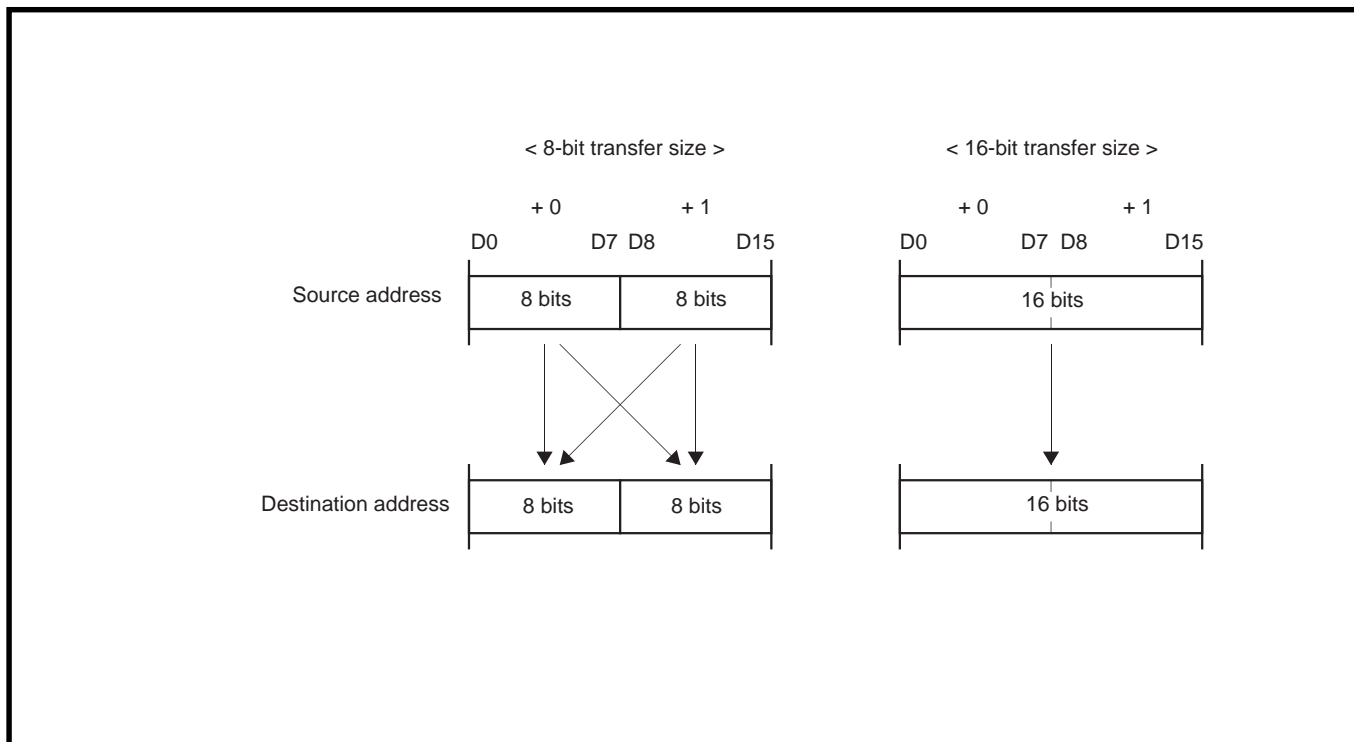 < 8-bit transfer size > < 16-bit transfer size >
+ 0 + 1 + 0 + 1
D0 D7 D8 D15 D0 D7 D8 D15
Source address 8 bits 8 bits 16 bits
Destination address 8 bits 8 bits 16 bits